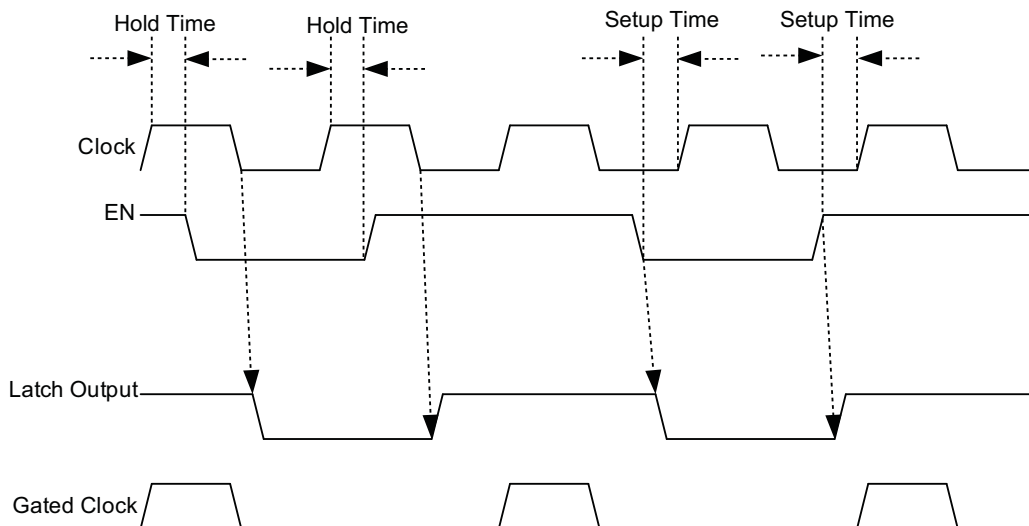 Hold Time
Hold Time
Setup Time
Setup Time
Clock
EN
Latch Output
Gated Clock